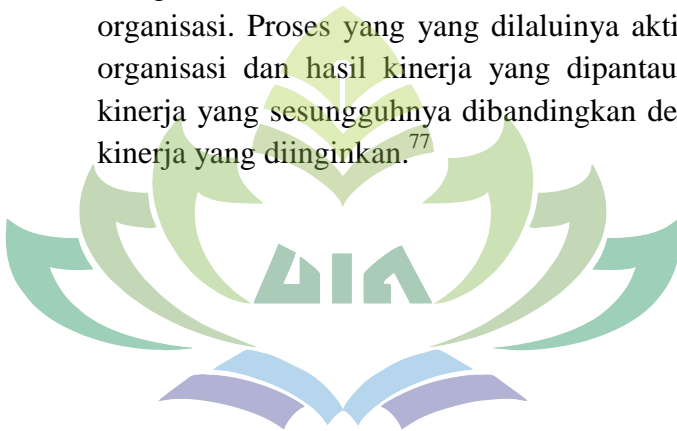 organisasi. Proses yang yang dilaluinya akti
organisasi dan hasil kinerja yang dipantau
kinerja yang sesungguhnya dibandingkan de
kinerja yang diinginkan.77
UIN